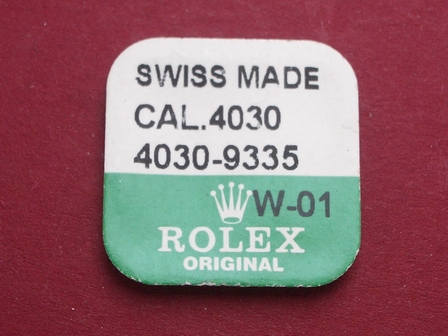 SWISS MADE
CAL.4030
4030-9335
W-01
ROLEX
ORIGINAL